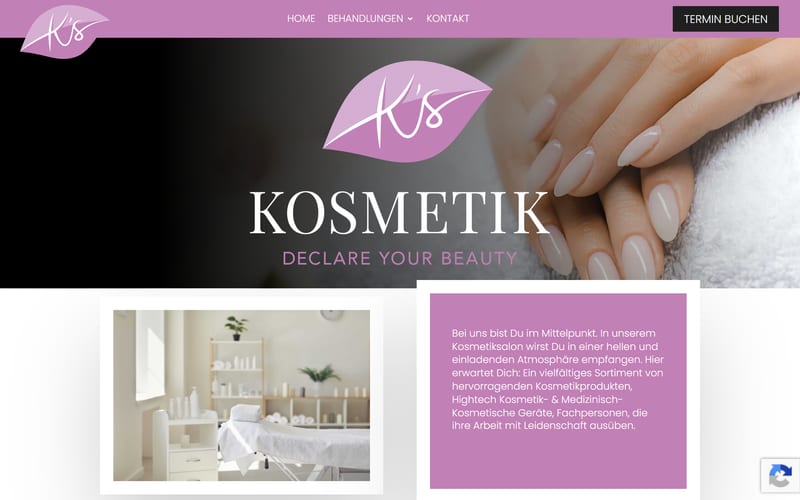 K's
HOME
BEHANDLUNGEN
KONTAKT
TERMIN BUCHEN
K's
KOSMETIK
DECLARE YOUR BEAUTY
Bei uns bist Du im Mittelpunkt. In unserem
Kosmetiksalon wirst Du in einer hellen und
einladenden Atmosphäre empfangen. Hier
erwartet Dich: Ein vielfältiges Sortiment von
hervorragenden Kosmetikprodukten,
Hightech Kosmetik- & Medizinisch-
Kosmetische Geräte, Fachpersonen, die
ihre Arbeit mit Leidenschaft ausüben.